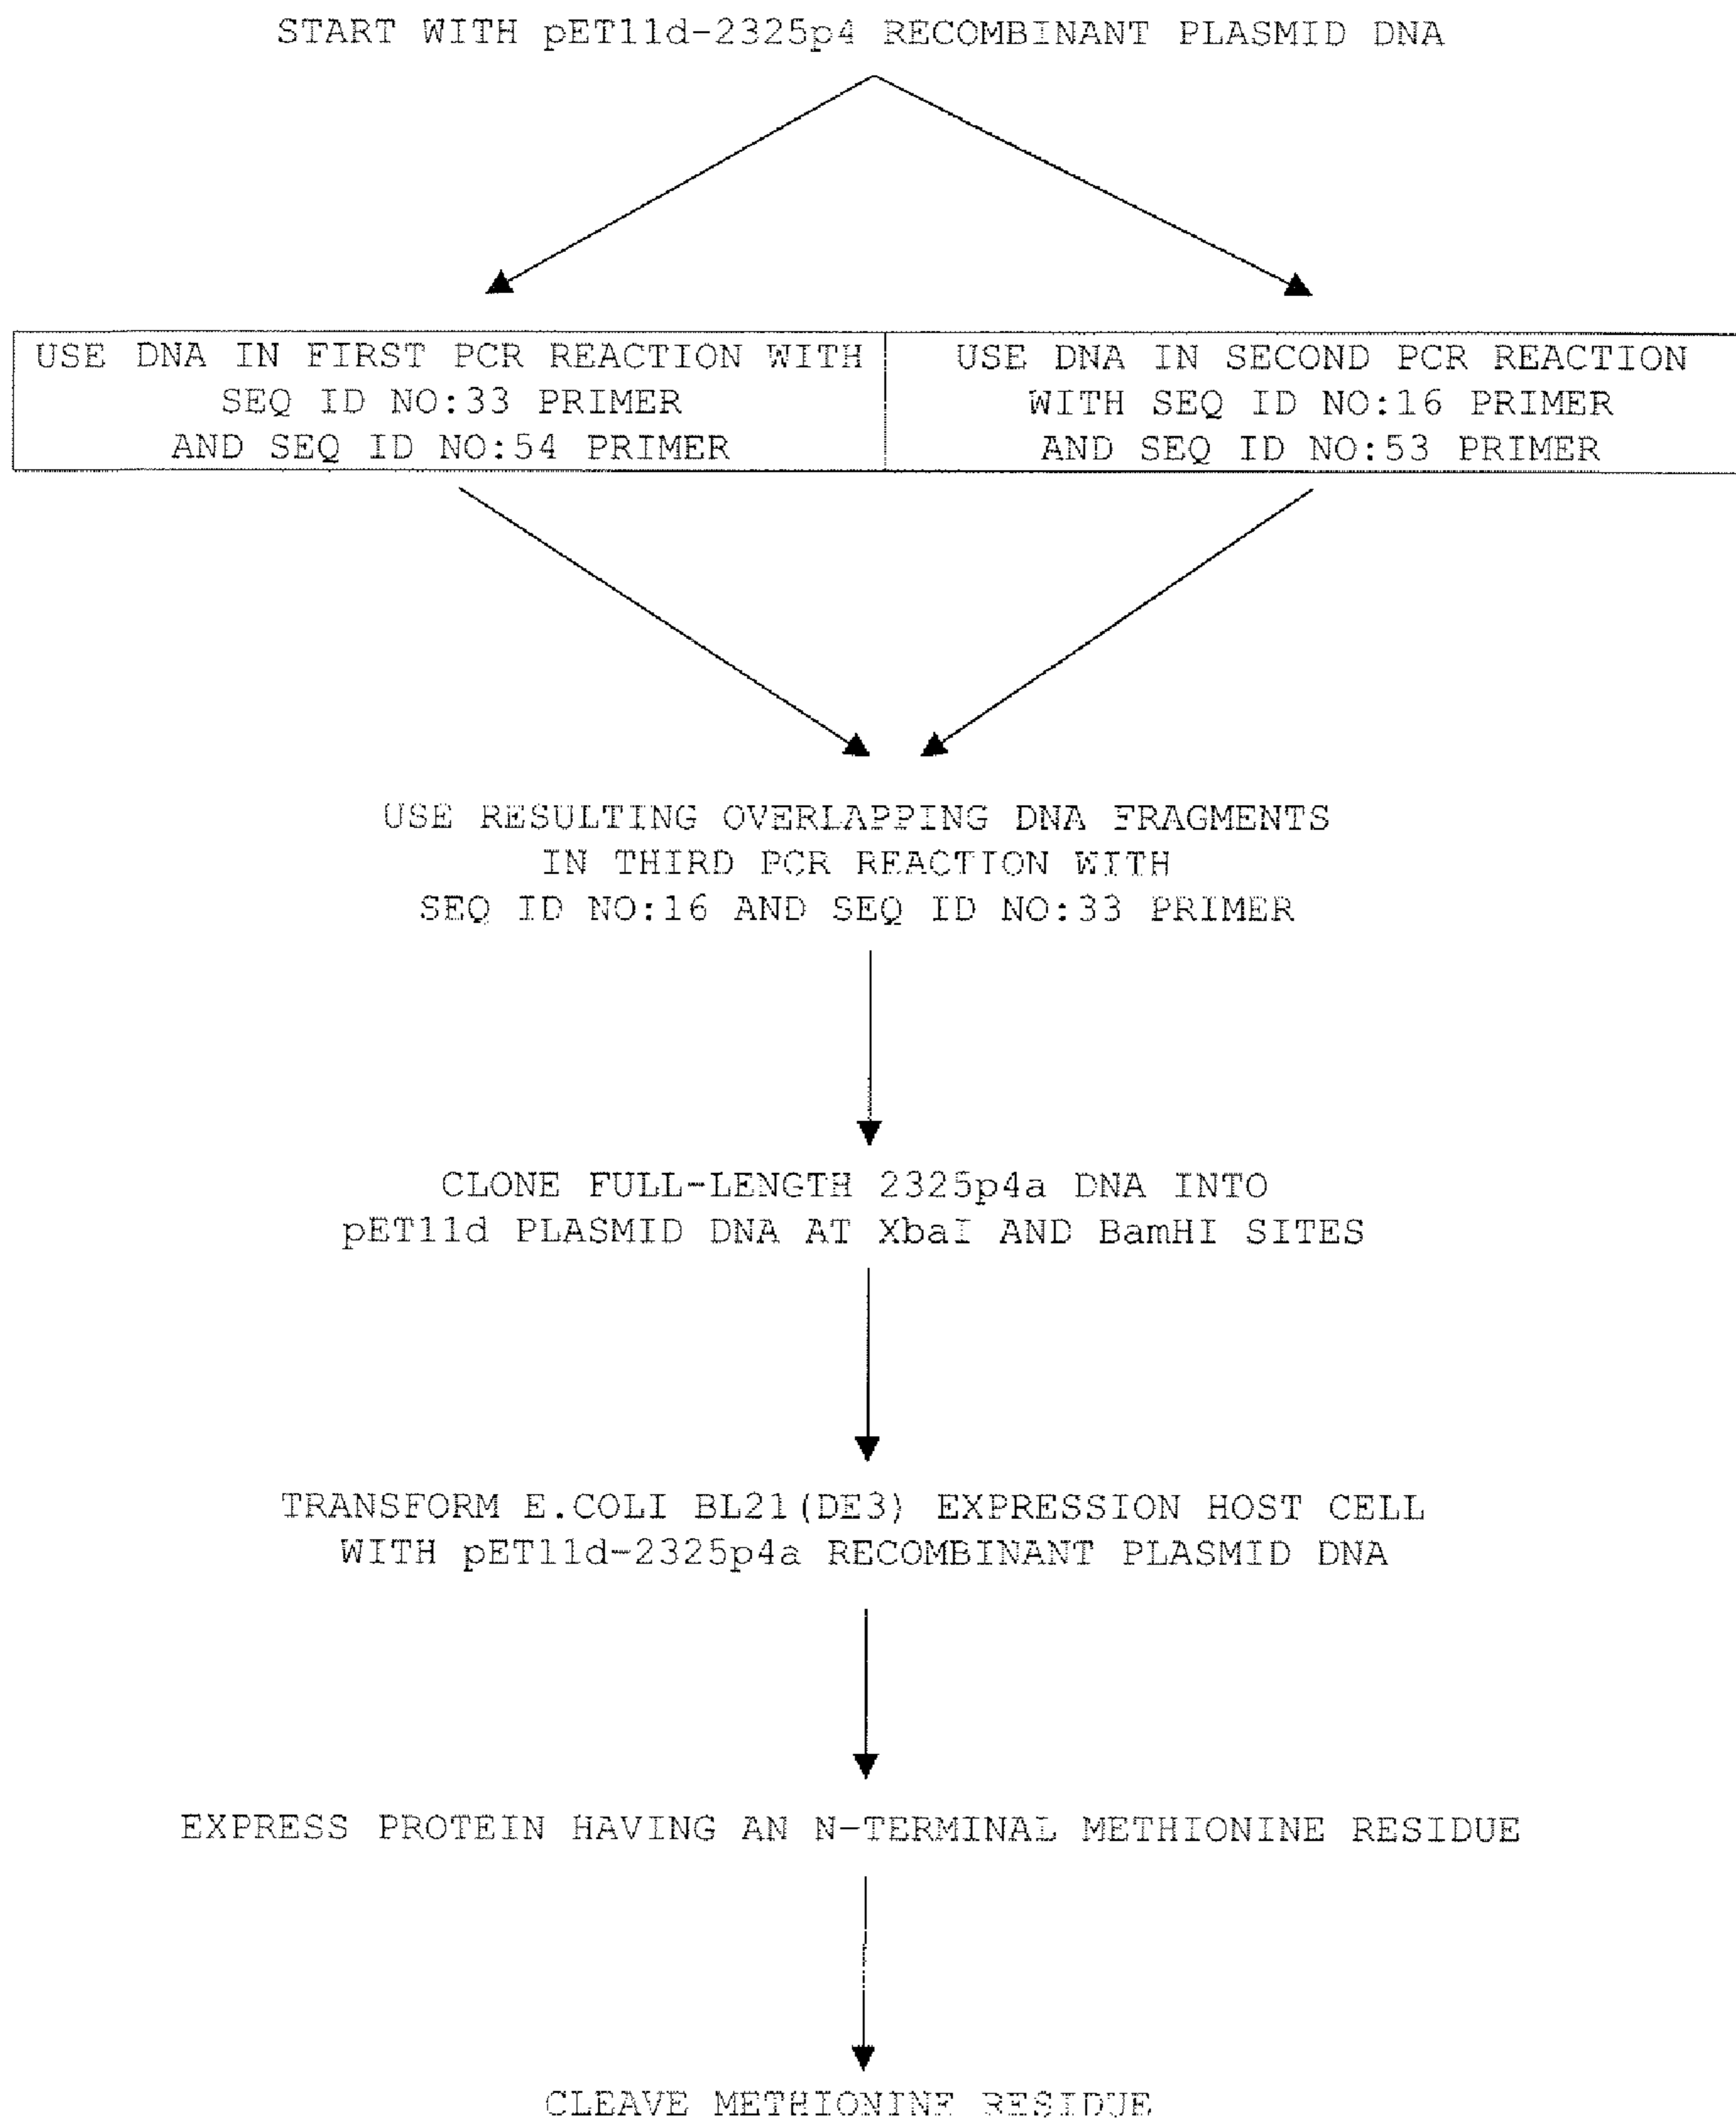 START WITH pET11d-2325p4 RECOMBINANT PLASMID DNA
USE DNA IN FIRST PCR REACTION WITH
SEQ ID NO:33 PRIMER
AND SEQ ID NO:54 PRIMER
USE DNA IN SECOND PCR REACTION
WITH SEQ ID NO:16 PRIMER
AND SEQ ID NO:53 PRIMER
USE RESULTING OVERLAPPING DNA FRAGMENTS
IN THIRD PCR REACTION WITH
SEQ ID NO:16 AND SEQ ID NO:33 PRIMER
CLONE FULL-LENGTH 2325p4a DNA INTO
pET11d PLASMID DNA AT XbaI AND BamHI SITES
TRANSFORM E.COLI BL21(DE3) EXPRESSION HOST CELL
WITH pET11d-2325p4a RECOMBINANT PLASMID DNA
EXPRESS PROTEIN HAVING AN N-TERMINAL METHIONINE RESIDUE
CLEAVE METHIONINE RESIDUE